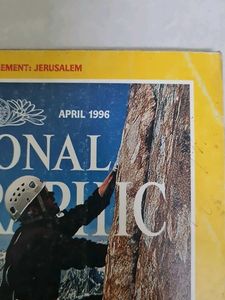 EMENT: JERUSALEM
APRIL 1996
ONAL
PHIC